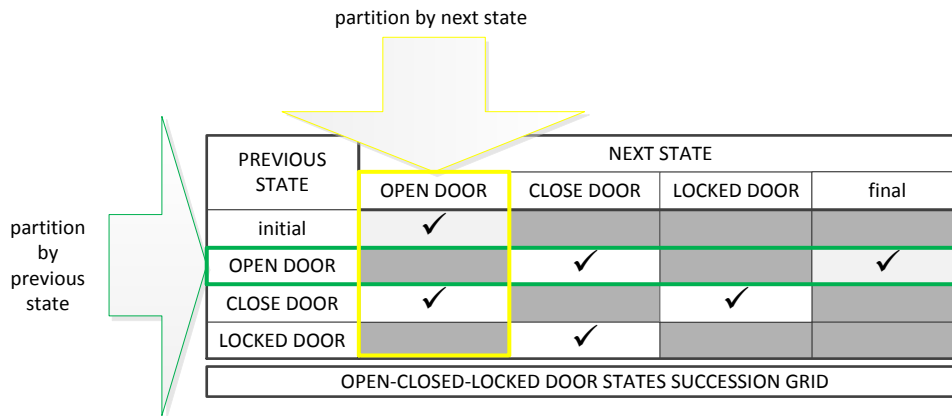 partition by next state
partition
by
previous
state
PREVIOUS
STATE
NEXT STATE
OPEN DOOR CLOSE DOOR LOCKED DOOR final
initial ✓
OPEN DOOR ✓ ✓
CLOSE DOOR ✓ ✓
LOCKED DOOR ✓
OPEN-CLOSED-LOCKED DOOR STATES SUCCESSION GRID